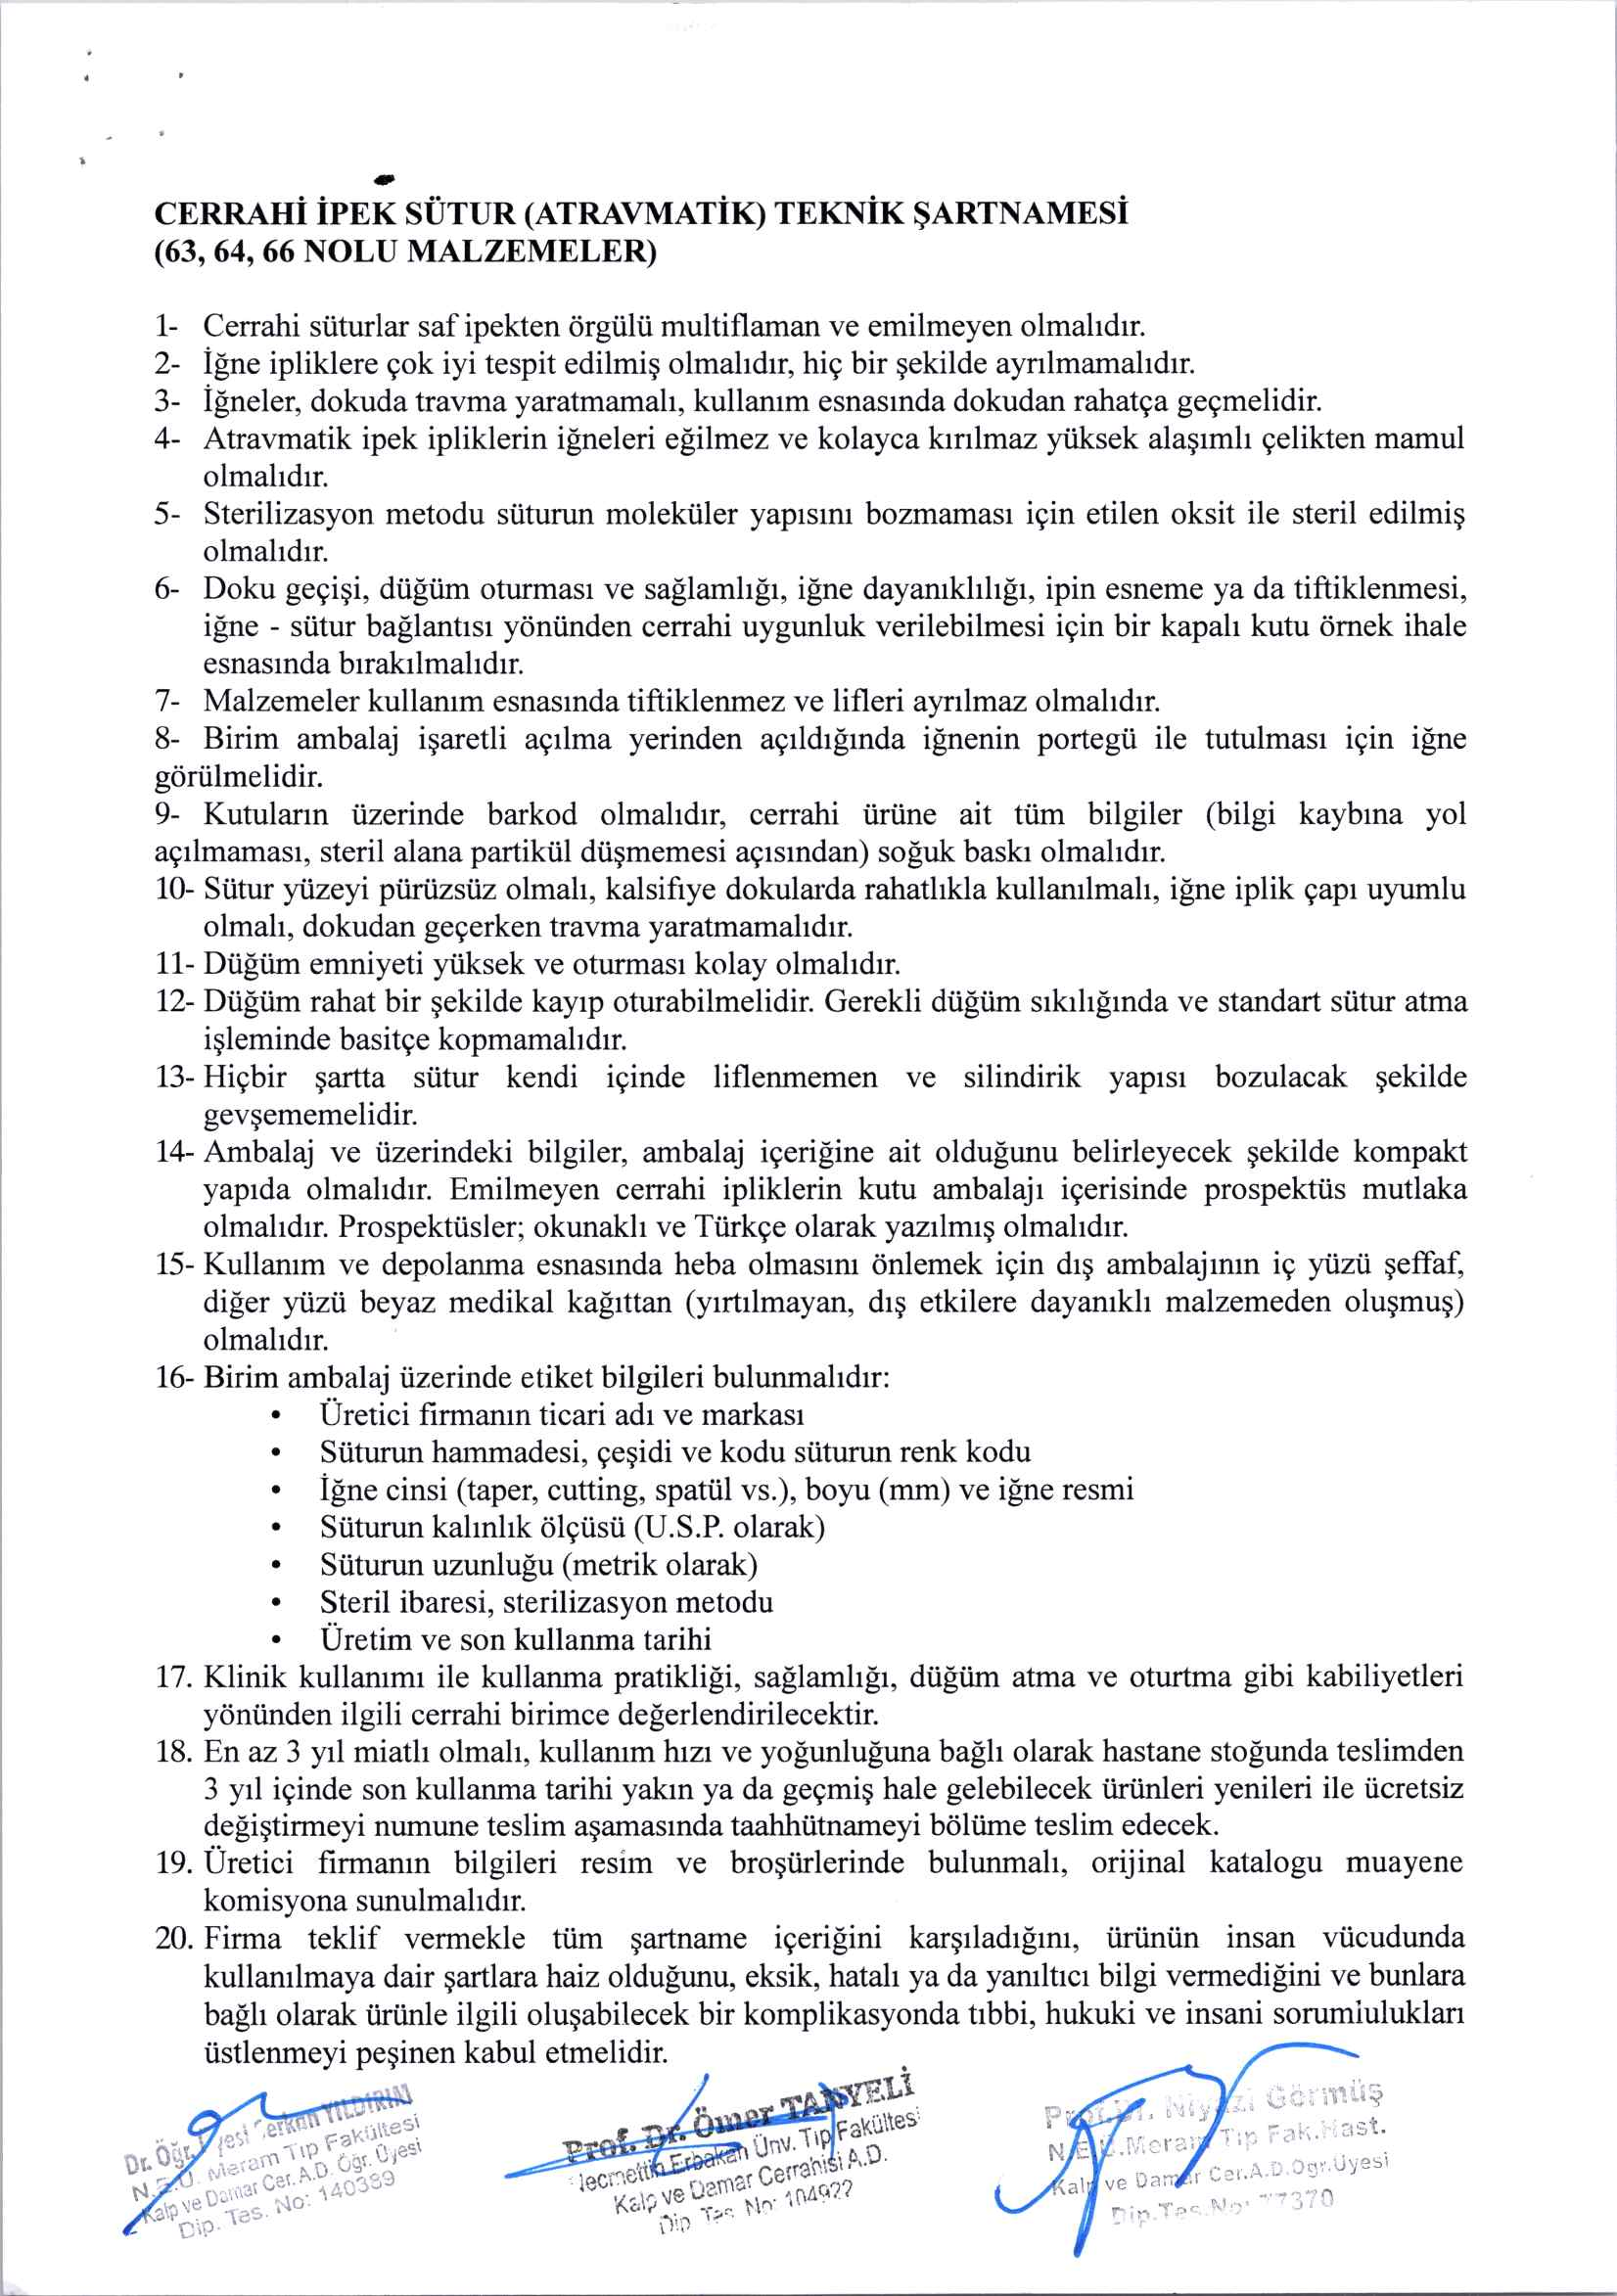 CERRAHİ İPEK SÜTUR (ATRAVMATİK) TEKNİK ŞARTNAMESİ
(63, 64, 66 NOLU MALZEMELER)
1- Cerrahi süturlar saf ipekten örgülü multiflaman ve emilmeyen olmalıdır.
2- İğne ipliklere çok iyi tespit edilmiş olmalıdır, hiç bir şekilde ayrılmamalıdır.
3- İğneler, dokuda travma yaratmamalı, kullanım esnasında dokudan rahatça geçmelidir.
4- Atravmatik ipek ipliklerin iğneleri eğilmez ve kolayca kırılmaz yüksek alaşımlı çelikten mamul
olmalıdır.
5- Sterilizasyon metodu süturun moleküler yapısını bozmaması için etilen oksit ile steril edilmiş
olmalıdır.
6- Doku geçişi, düğüm oturması ve sağlamlığı, iğne dayanıklılığı, ipin esneme ya da tiftiklenmesi,
iğne - sütur bağlantısı yönünden cerrahi uygunluk verilebilmesi için bir kapalı kutu örnek ihale
esnasında bırakılmalıdır.
7- Malzemeler kullanım esnasında tiftiklenmez ve lifleri ayrılmaz olmalıdır.
8- Birim ambalaj işaretli açılma yerinden açıldığında iğnenin portegü ile tutulması için iğne
görülmelidir.
9- Kutuların üzerinde barkod olmalıdır, cerrahi ürüne ait tüm bilgiler (bilgi kaybına yol
açılmaması, steril alana partikül düşmemesi açısından) soğuk baskı olmalıdır.
10- Sütur yüzeyi pürüzsüz olmalı, kalsifiye dokularda rahatlıkla kullanılmalı, iğne iplik çapı uyumlu
olmalı, dokudan geçerken travma yaratmamalıdır.
11- Düğüm emniyeti yüksek ve oturması kolay olmalıdır.
12- Düğüm rahat bir şekilde kayıp oturabilmelidir. Gerekli düğüm sıkılığında ve standart sütur atma
işleminde basitçe kopmamalıdır.
13- Hiçbir şartta sütur kendi içinde liflenmemen ve silindirik yapısı bozulacak şekilde
gevşememelidir.
14- Ambalaj ve üzerindeki bilgiler, ambalaj içeriğine ait olduğunu belirleyecek şekilde kompakt
yapıda olmalıdır. Emilmeyen cerrahi ipliklerin kutu ambalajı içerisinde prospektüs mutlaka
olmalıdır. Prospektüsler; okunaklı ve Türkçe olarak yazılmış olmalıdır.
15- Kullanım ve depolanma esnasında heba olmasını önlemek için dış ambalajının iç yüzü şeffaf,
diğer yüzü beyaz medikal kağıttan (yırtılmayan, dış etkilere dayanıklı malzemeden oluşmuş)
olmalıdır.
16- Birim ambalaj üzerinde etiket bilgileri bulunmalıdır:
• Üretici firmanın ticari adı ve markası
• Süturun hammadesi, çeşidi ve kodu süturun renk kodu
• İğne cinsi (taper, cutting, spatül vs.), boyu (mm) ve iğne resmi
• Süturun kalınlık ölçüsü (U.S.P. olarak)
• Süturun uzunluğu (metrik olarak)
• Steril ibaresi, sterilizasyon metodu
• Üretim ve son kullanma tarihi
17. Klinik kullanımı ile kullanma pratikliği, sağlamlığı, düğüm atma ve oturtma gibi kabiliyetleri
yönünden ilgili cerrahi birimce değerlendirilecektir.
18. En az 3 yıl miatlı olmalı, kullanım hızı ve yoğunluğuna bağlı olarak hastane stoğunda teslimden
3 yıl içinde son kullanma tarihi yakın ya da geçmiş hale gelebilecek ürünleri yenileri ile ücretsiz
değiştirmeyi numune teslim aşamasında taahhütnameyi bölüme teslim edecek.
19. Üretici firmanın bilgileri resim ve broşürlerinde bulunmalı, orijinal katalogu muayene
komisyona sunulmalıdır.
20. Firma teklif vermekle tüm şartname içeriğini karşıladığını, ürünün insan vücudunda
kullanılmaya dair şartlara haiz olduğunu, eksik, hatalı ya da yanıltıcı bilgi vermediğini ve bunlara
bağlı olarak ürünle ilgili oluşabilecek bir komplikasyonda tıbbi, hukuki ve insani sorumlulukları
üstlenmeyi peşinen kabul etmelidir.
Dr. Öğr. YILDIRIM
N.E.Ü. Meram Tıp Fakültesi
Kalp ve Damar Cer. A.D. Öğr. Üyesi
Dip. Tes. No: 140389
Prof. Dr. Ömer TANYELİ
Necmettin Erbakan Ünv. Tıp Fakültesi
Kalp ve Damar Cerrahisi A.D.
Dip Tes. No: 104922
Prof. Dr. Niyazi Görmüş
N.E.Ü. Meram Tıp Fak. Hast.
Kalp ve Damar Cer.A.D.Ogr.Uyesi
Dip.Tes.No: 77370